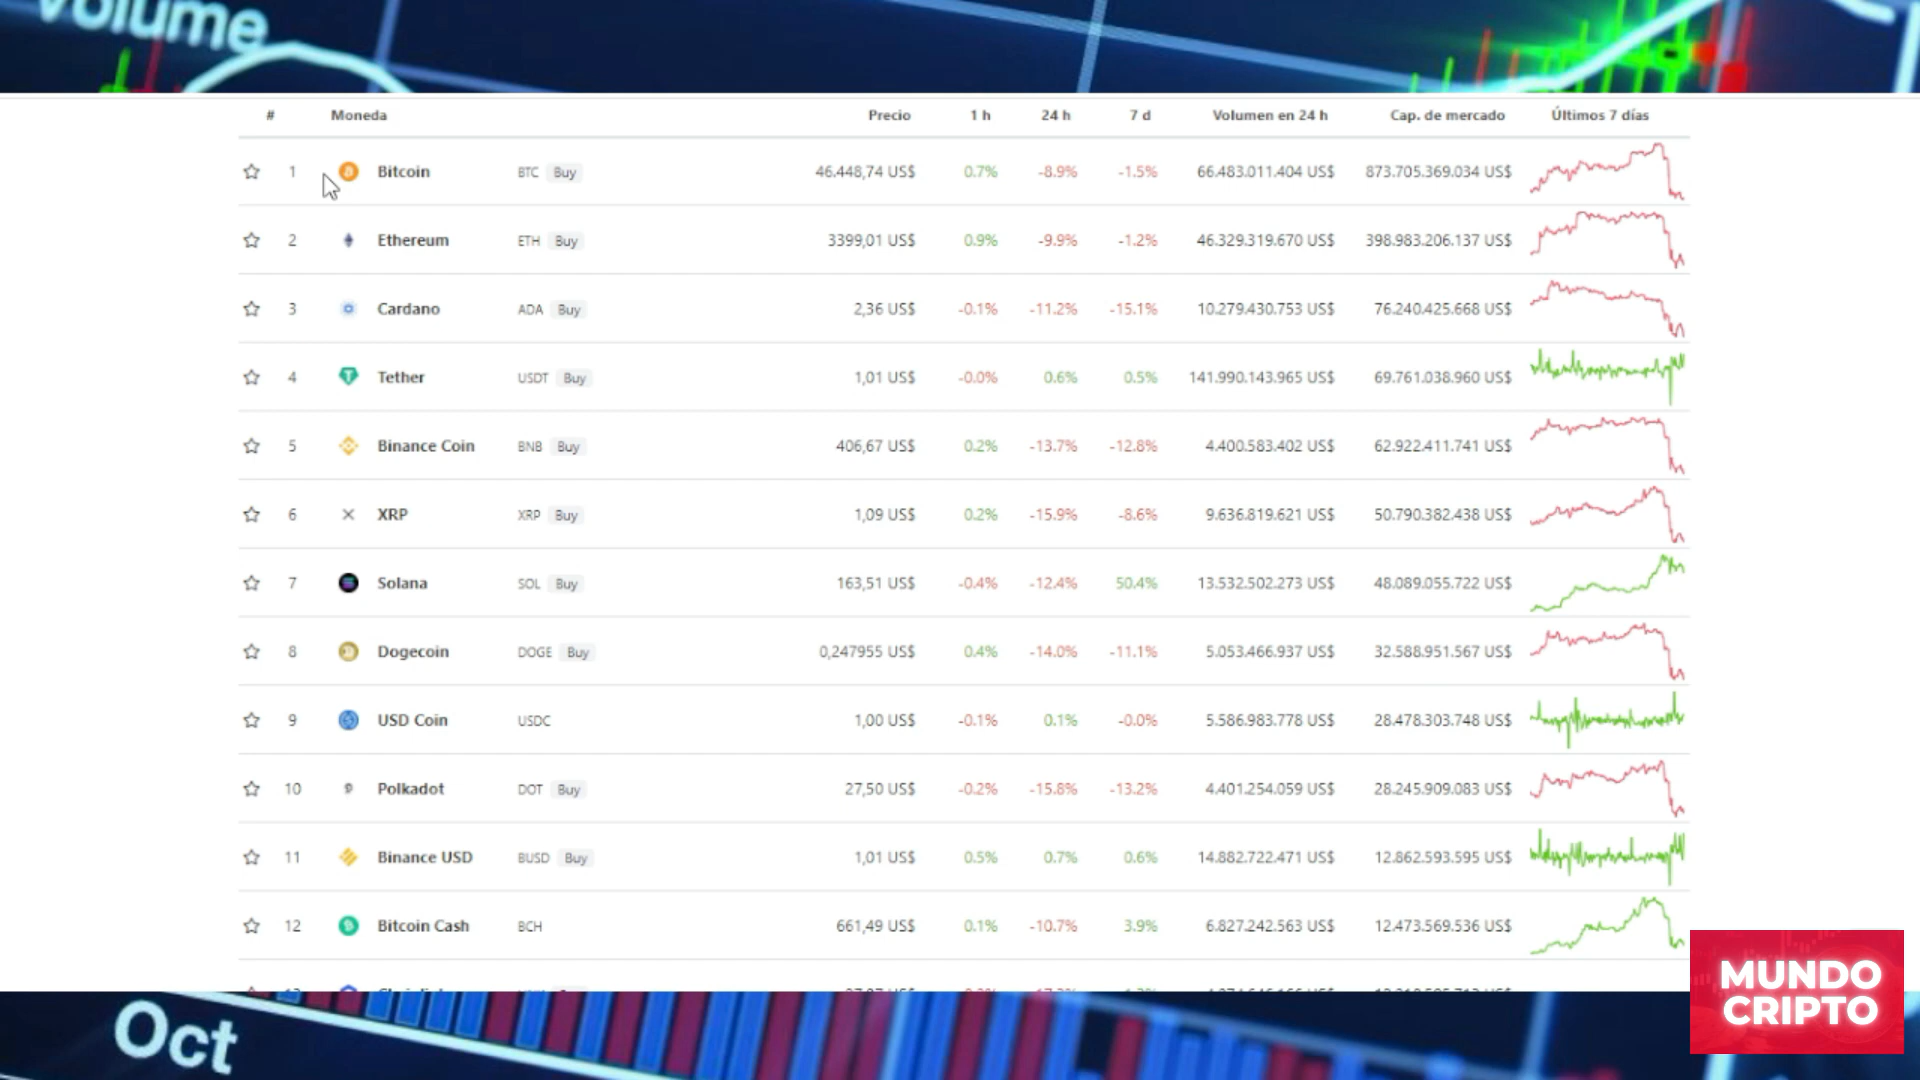 Volume
# Moneda Precio 1 h 24 h 7 d Volumen en 24 h Cap. de mercado Últimos 7 días
1 Bitcoin BTC Buy 46.448,74 US$ 0.7% -8.9% -1.5% 66.483.011.404 US$ 873.705.369.034 US$
2 Ethereum ETH Buy 3399,01 US$ 0.9% -9.9% -1.2% 46.329.319.670 US$ 398.983.206.137 US$
3 Cardano ADA Buy 2,36 US$ -0.1% -11.2% -15.1% 10.279.430.753 US$ 76.240.425.668 US$
4 Tether USDT Buy 1,01 US$ -0.0% 0.6% 0.5% 141.990.143.965 US$ 69.761.038.960 US$
5 Binance Coin BNB Buy 406,67 US$ 0.2% -13.7% -12.8% 4.400.583.402 US$ 62.922.411.741 US$
6 XRP XRP Buy 1,09 US$ 0.2% -15.9% -8.6% 9.636.819.621 US$ 50.790.382.438 US$
7 Solana SOL Buy 163,51 US$ -0.4% -12.4% 50.4% 13.532.502.273 US$ 48.089.055.722 US$
8 Dogecoin DOGE Buy 0,247955 US$ 0.4% -14.0% -11.1% 5.053.466.937 US$ 32.588.951.567 US$
9 USD Coin USDC 1,00 US$ -0.1% 0.1% -0.0% 5.586.983.778 US$ 28.478.303.748 US$
10 Polkadot DOT Buy 27,50 US$ -0.2% -15.8% -13.2% 4.401.254.059 US$ 28.245.909.083 US$
11 Binance USD BUSD Buy 1,01 US$ 0.5% 0.7% 0.6% 14.882.722.471 US$ 12.862.593.595 US$
12 Bitcoin Cash BCH 661,49 US$ 0.1% -10.7% 3.9% 6.827.242.563 US$ 12.473.569.536 US$
MUNDO
CRIPTO
Oct